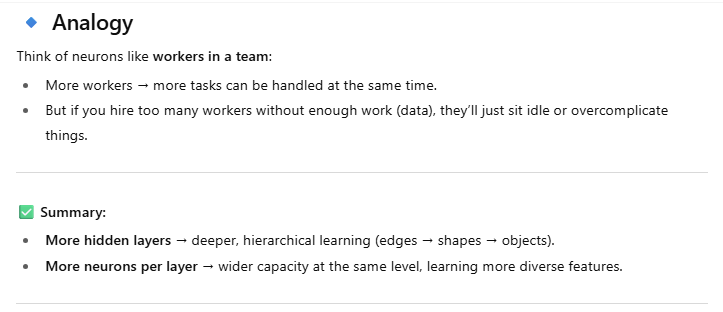 Analogy
Think of neurons like workers in a team:
More workers → more tasks can be handled at the same time.
But if you hire too many workers without enough work (data), they'll just sit idle or overcomplicate
things.
Summary:
More hidden layers → deeper, hierarchical learning (edges → shapes → objects).
More neurons per layer → wider capacity at the same level, learning more diverse features.